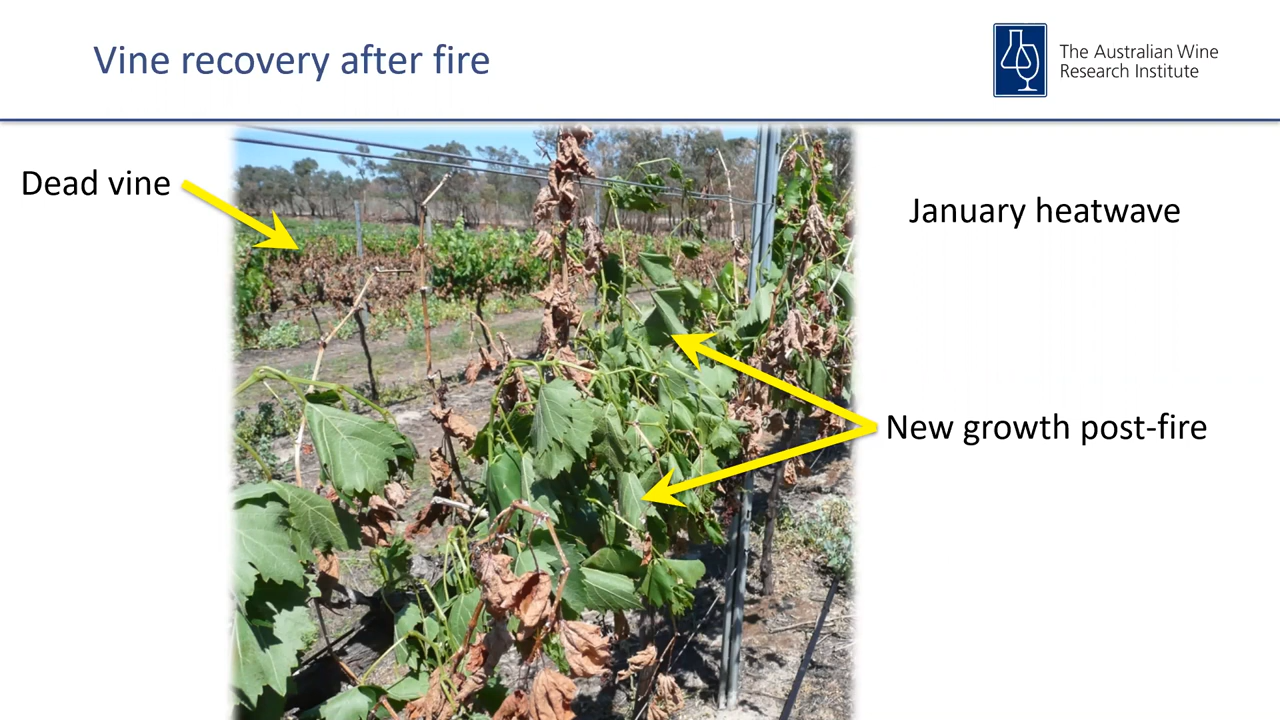 Vine recovery after fire
The Australian Wine
Research Institute
Dead vine
January heatwave
New growth post-fire